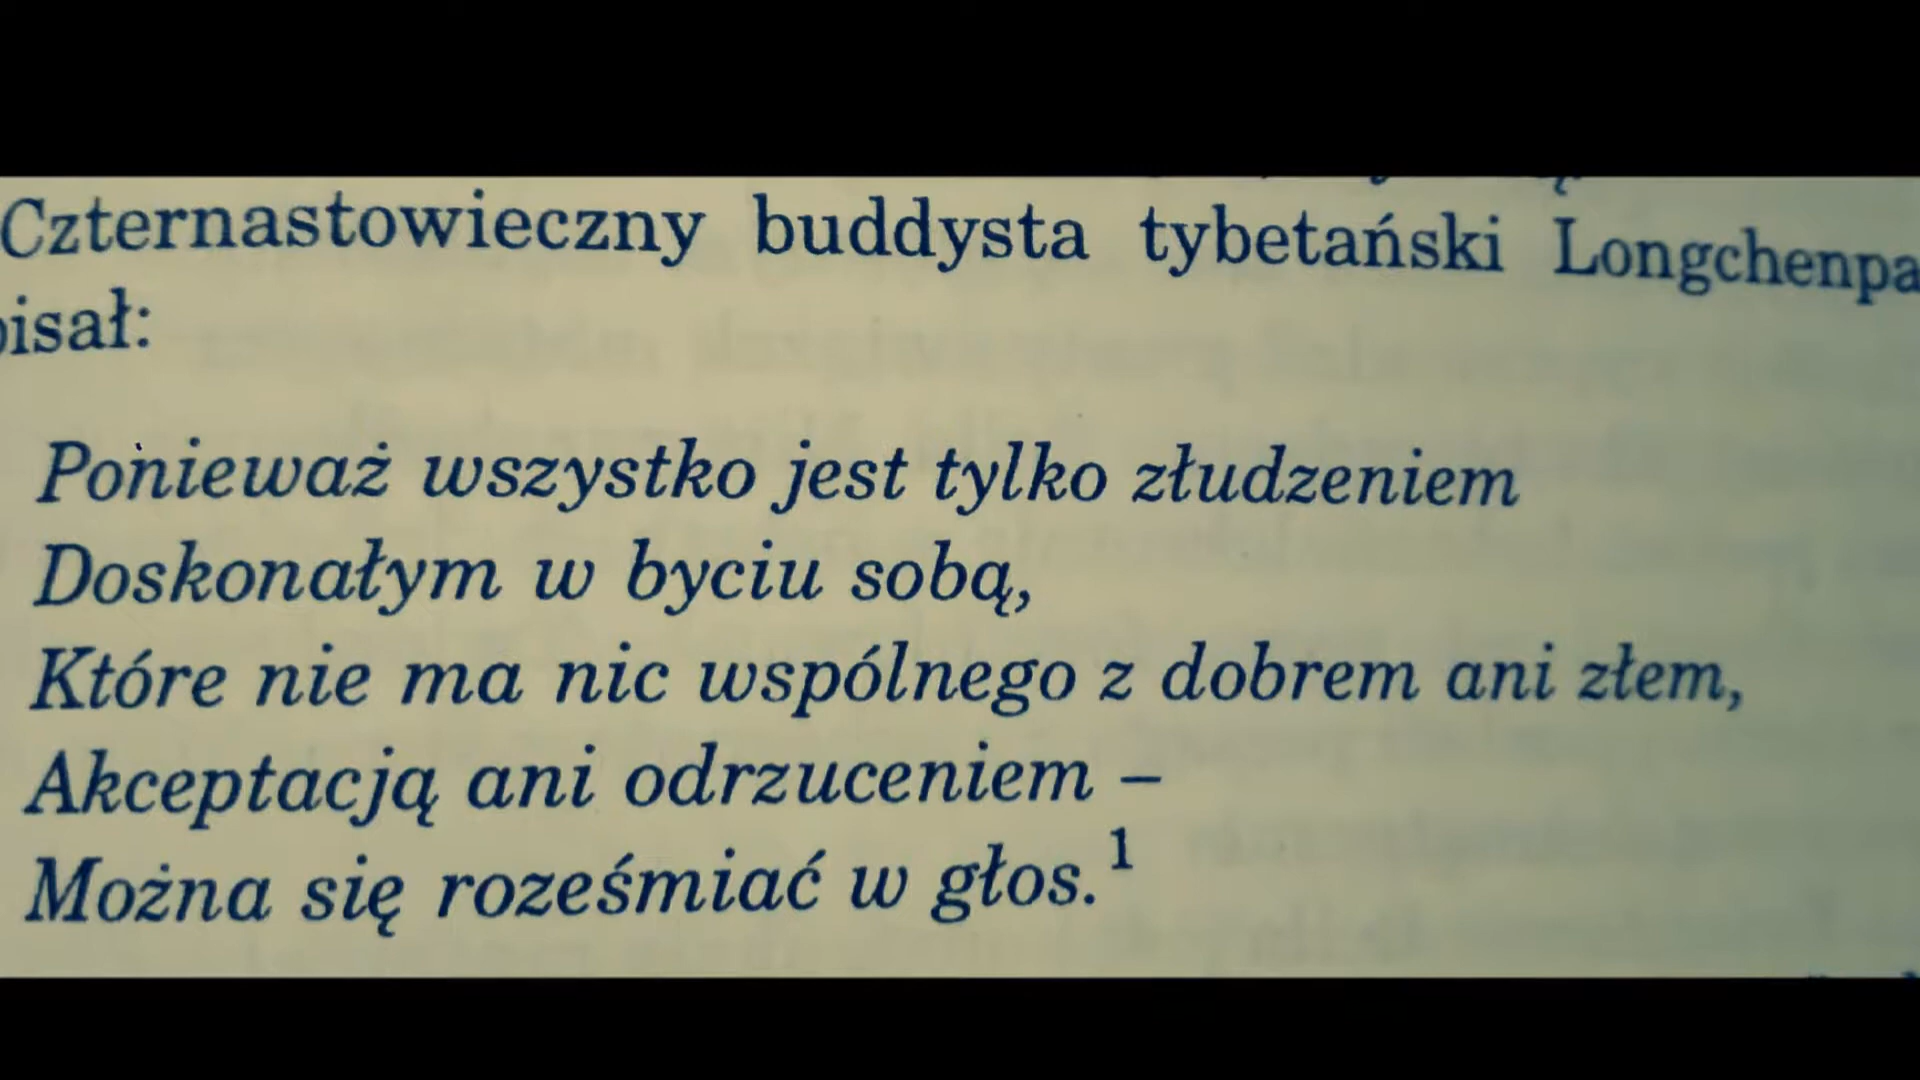 Czternastowieczny buddysta tybetański Longchenpa
pisał:
Ponieważ wszystko jest tylko złudzeniem
Doskonałym w byciu sobą,
Które nie ma nic wspólnego z dobrem ani złem,
Akceptacją ani odrzuceniem –
Można się roześmiać w głos.¹